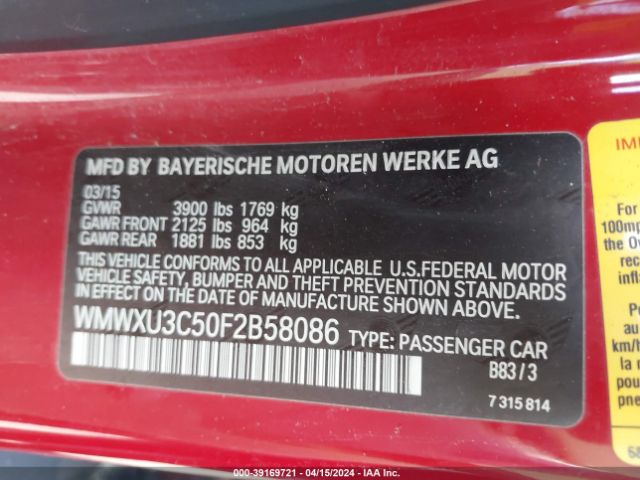 MFD BY BAYERISCHE MOTOREN WERKE AG
03/15
GVWR 3900 lbs 1769 kg
GAWR FRONT 2125 lbs 964 kg
GAWR REAR 1881 lbs 853 kg
THIS VEHICLE CONFORMS TO ALL APPLICABLE U.S.FEDERAL MOTOR
VEHICLE SAFETY, BUMPER AND THEFT PREVENTION STANDARDS
IN EFFECT ON THE DATE OF MANUFACTURE SHOWN ABOVE.
WMWXU3C50F2B58086 TYPE: PASSENGER CAR
B83 / 3
7 315 814
For
100mp
the O
rec
infl
P
au
km/h
la
pou
pne
000-39169721 - 04/15/2024 - IAA Inc.